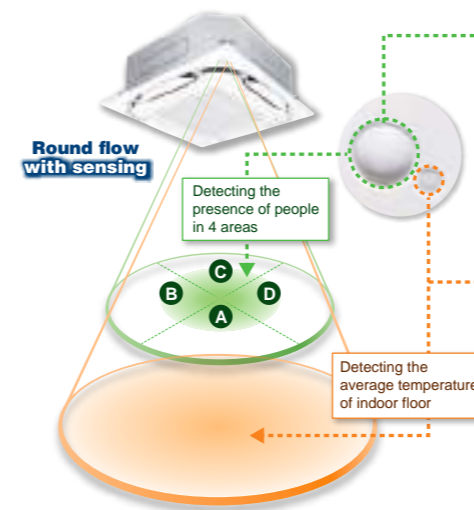 Round flow
with sensing
Detecting the
presence of people
in 4 areas
C
B
D
A
Detecting the
average temperature
of indoor floor